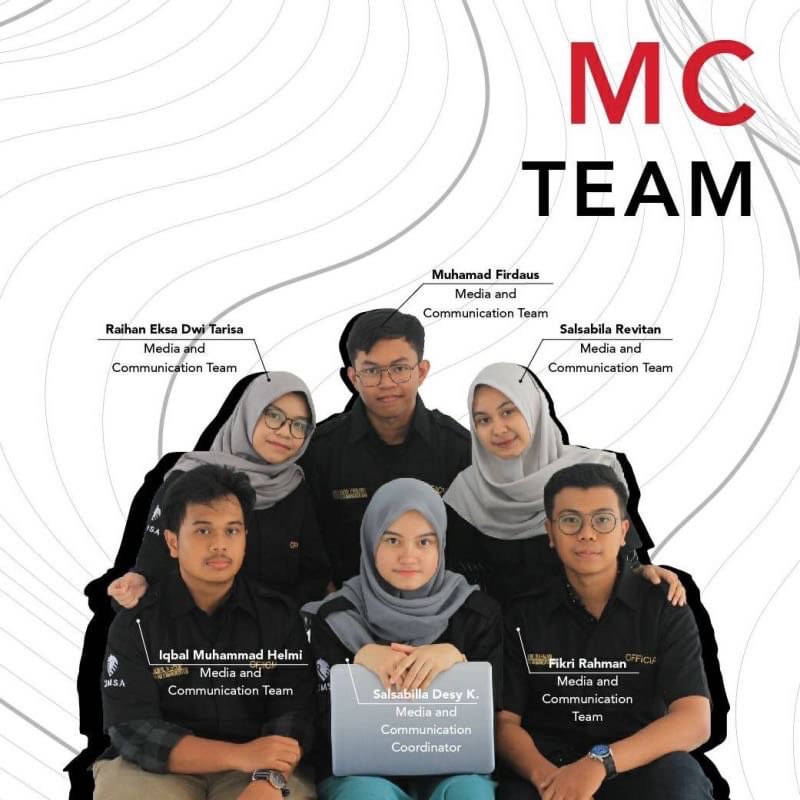 MC
TEAM
Muhamad Firdaus
Media and
Communication Team
Raihan Eksa Dwi Tarisa
Media and
Communication Team
Salsabila Revitan
Media and
Communication Team
Iqbal Muhammad Helmi
Media and
Communication Team
Salsabilla Desy K.
Media and
Communication
Coordinator
Fikri Rahman
Media and
Communication
Team
OFFICIA